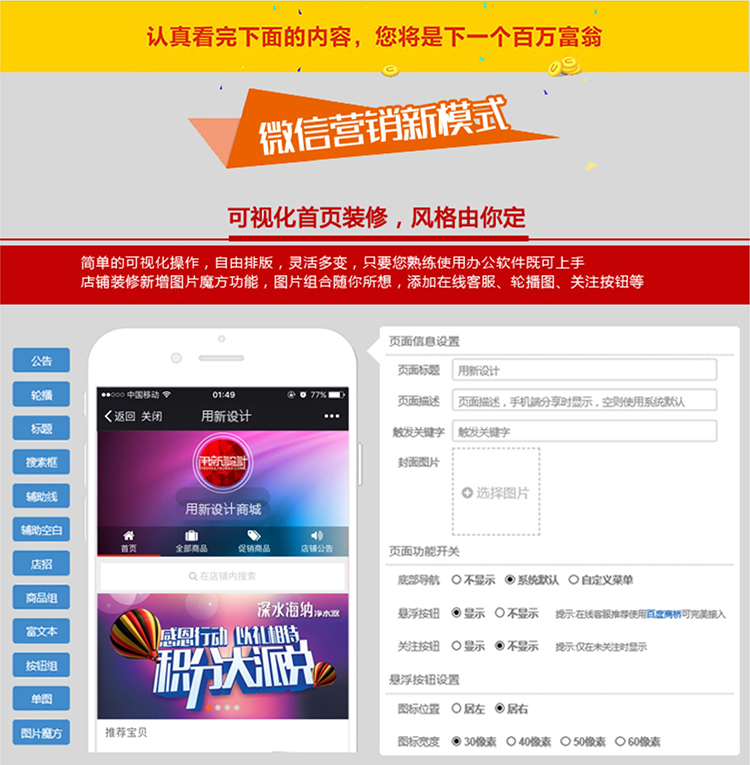 认真看完下面的内容，您将是下一个百万富翁
微信营销新模式
可视化首页装修，风格由你定
简单的可视化操作，自由排版，灵活多变，只要您熟练使用办公软件既可上手
店铺装修新增图片魔方功能，图片组合随你所想，添加在线客服、轮播图、关注按钮等
公告
轮播
标题
搜索框
辅助线
辅助空白
店招
商品组
富文本
按钮组
单图
图片魔方
中国移动 01:49 77%
返回 关闭 用新设计
用新设计
用新设计商城
首页 全部商品 促销商品 店铺公告
在店铺内搜索
深水海纳净水器
感恩行动 以礼相待
积分大派兑
推荐宝贝
页面信息设置
页面标题 用新设计
页面描述 页面描述，手机端分享时显示，空则使用系统默认
触发关键字 触发关键字
封面图片
选择图片
页面功能开关
底部导航 不显示 系统默认 自定义菜单
悬浮按钮 显示 不显示 提示:在线客服推荐使用百度商桥可完美接入
关注按钮 显示 不显示 提示:仅在未关注时显示
悬浮按钮设置
图标位置 居左 居右
图标宽度 30像素 40像素 50像素 60像素